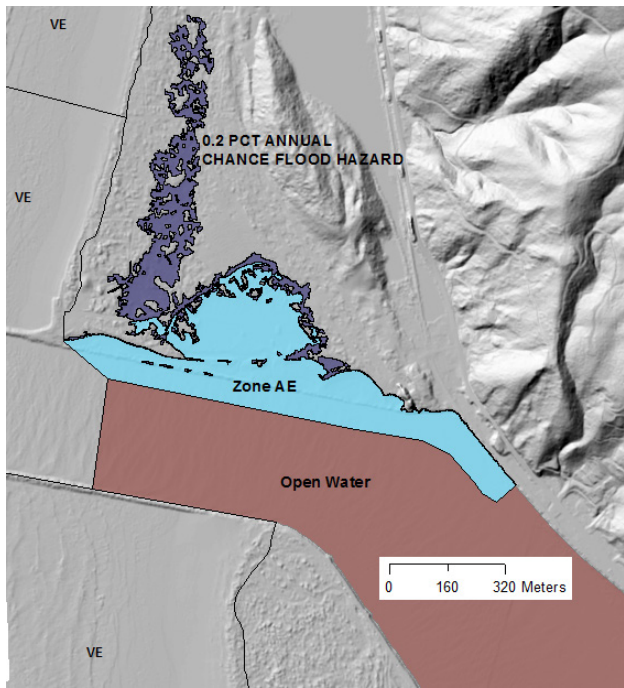 VE
0.2 PCT ANNUAL
CHANCE FLOOD HAZARD
VE
Zone AE
Open Water
0 160 320 Meters
VE